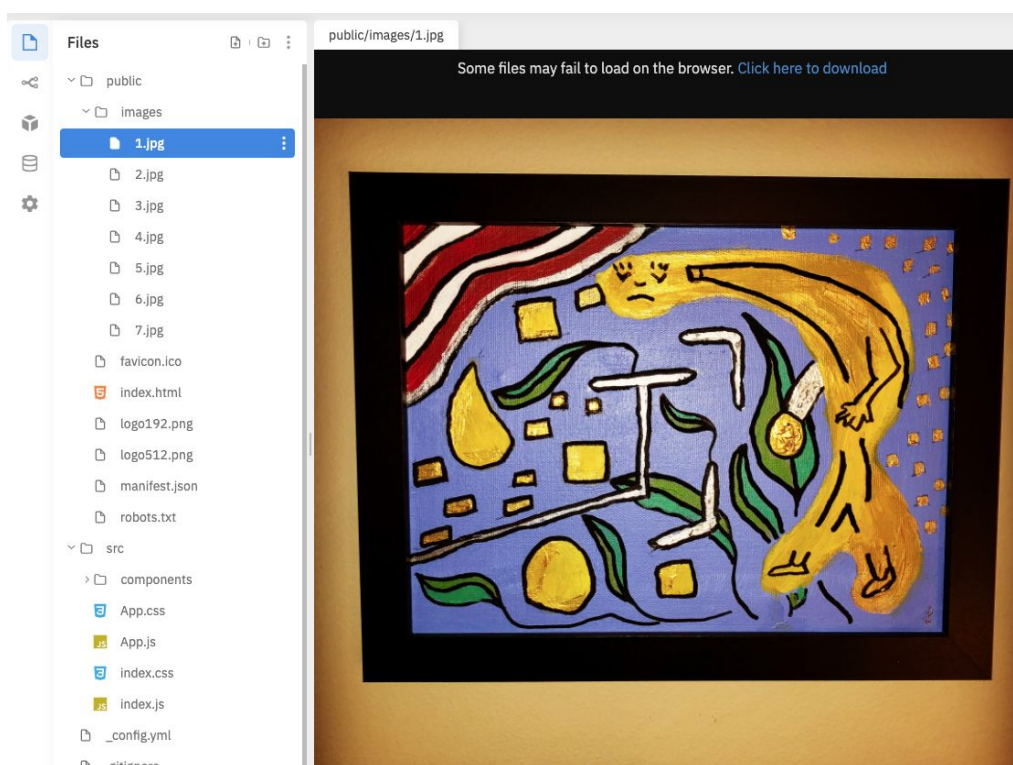 Files
public
images
1.jpg
2.jpg
3.jpg
4.jpg
5.jpg
6.jpg
7.jpg
favicon.ico
index.html
logo192.png
logo512.png
manifest.json
robots.txt
src
components
App.css
JS App.js
index.css
JS index.js
_config.yml
public/images/1.jpg
Some files may fail to load on the browser. Click here to download